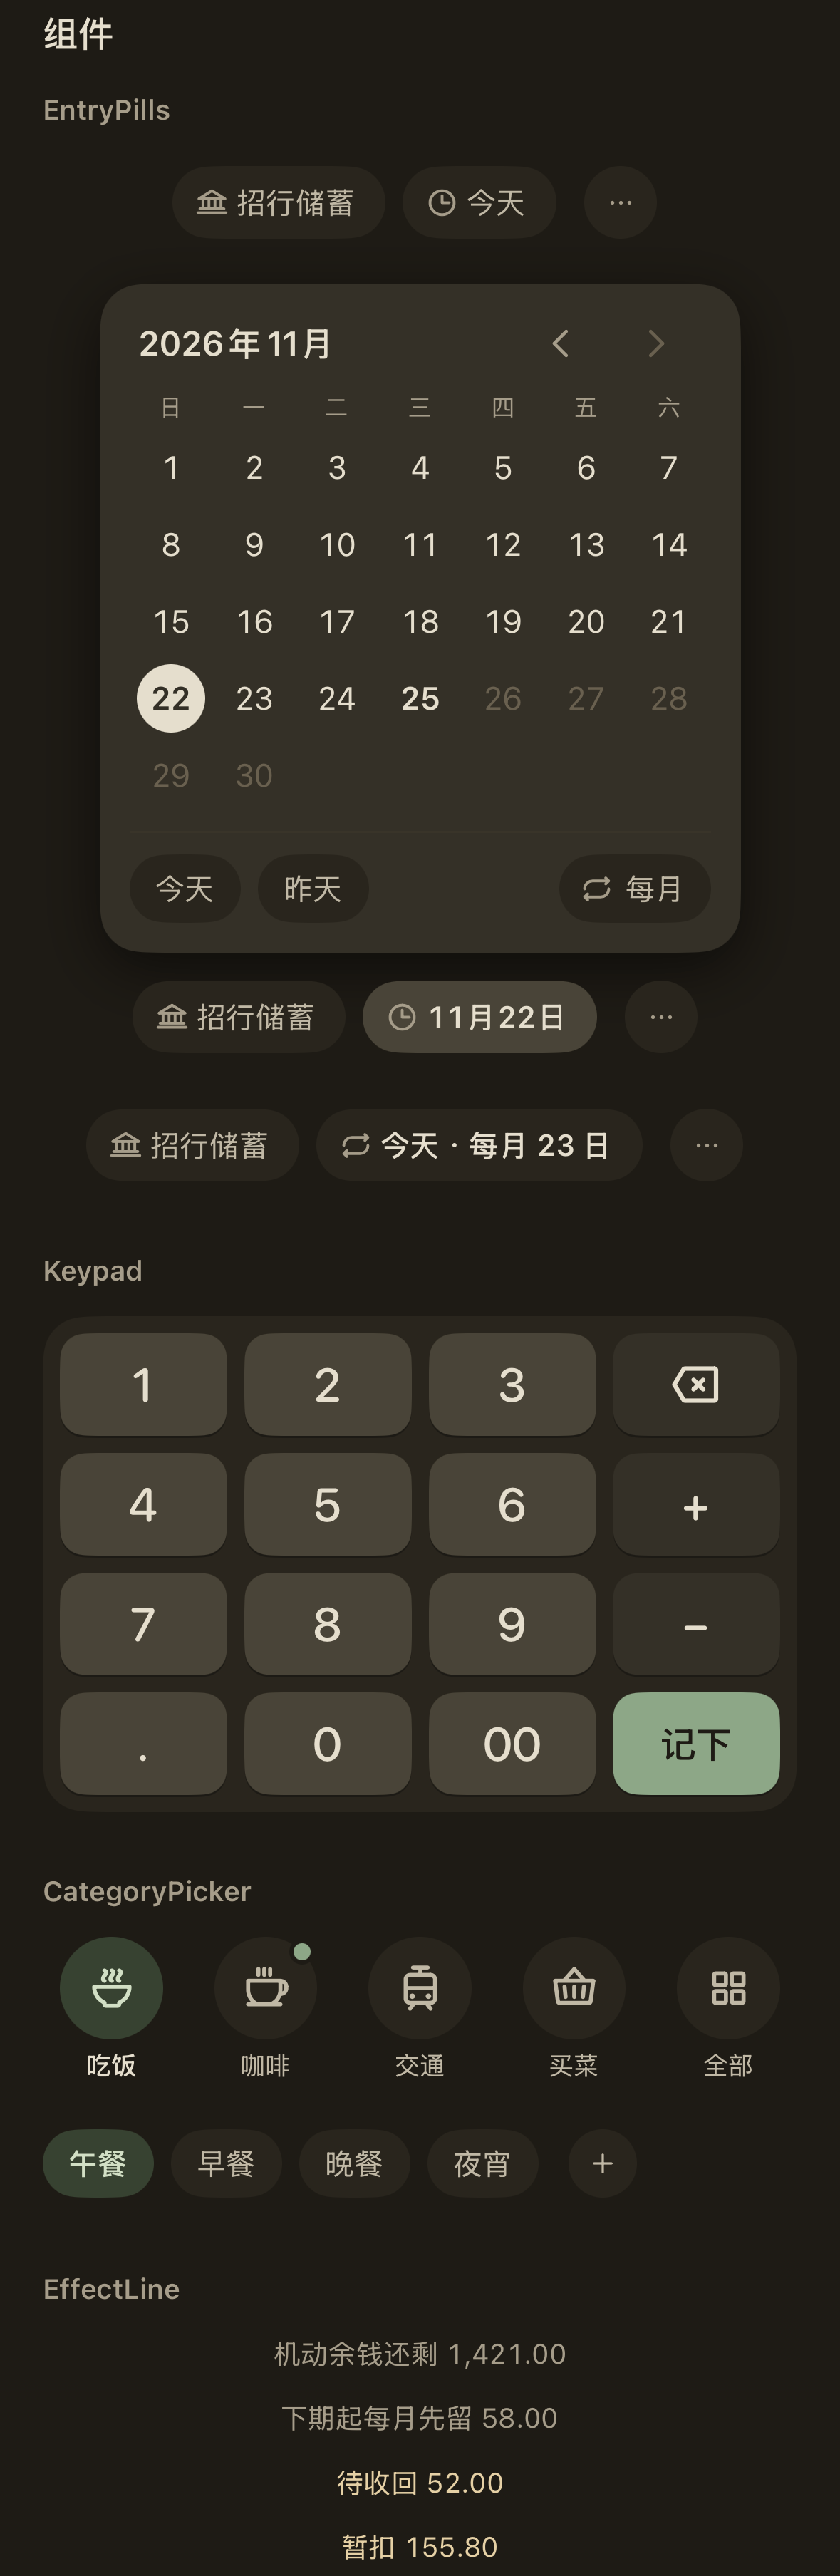 组件
EntryPills
招行储蓄 今天 ···
2026年11月
日 一 二 三 四 五 六
1 2 3 4 5 6 7
8 9 10 11 12 13 14
15 16 17 18 19 20 21
22 23 24 25 26 27 28
29 30
今天 昨天 每月
招行储蓄 11月22日 ···
招行储蓄 今天 · 每月 23 日 ···
Keypad
1 2 3
4 5 6 +
7 8 9 −
. 0 00 记下
CategoryPicker
吃饭 咖啡 交通 买菜 全部
午餐 早餐 晚餐 夜宵 +
EffectLine
机动余钱还剩 1,421.00
下期起每月先留 58.00
待收回 52.00
暂扣 155.80